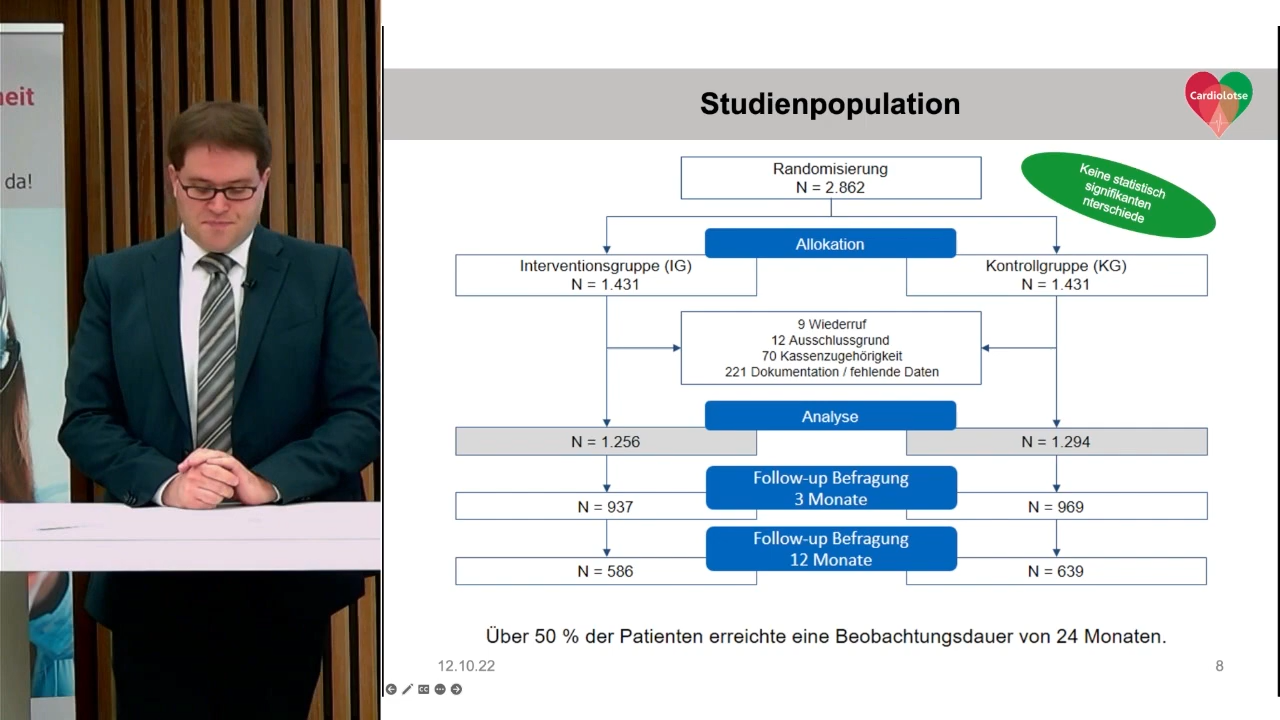 eit
da!
Studienpopulation
CardioLotse
Randomisierung
N = 2.862
Keine statistisch
signifikanten
nterschiede
Allokation
Interventionsgruppe (IG)
N = 1.431
Kontrollgruppe (KG)
N = 1.431
9 Wiederruf
12 Ausschlussgrund
70 Kassenzugehörigkeit
221 Dokumentation / fehlende Daten
Analyse
N = 1.256
N = 1.294
Follow-up Befragung
3 Monate
N = 937
N = 969
Follow-up Befragung
12 Monate
N = 586
N = 639
Über 50 % der Patienten erreichte eine Beobachtungsdauer von 24 Monaten.
12.10.22
8